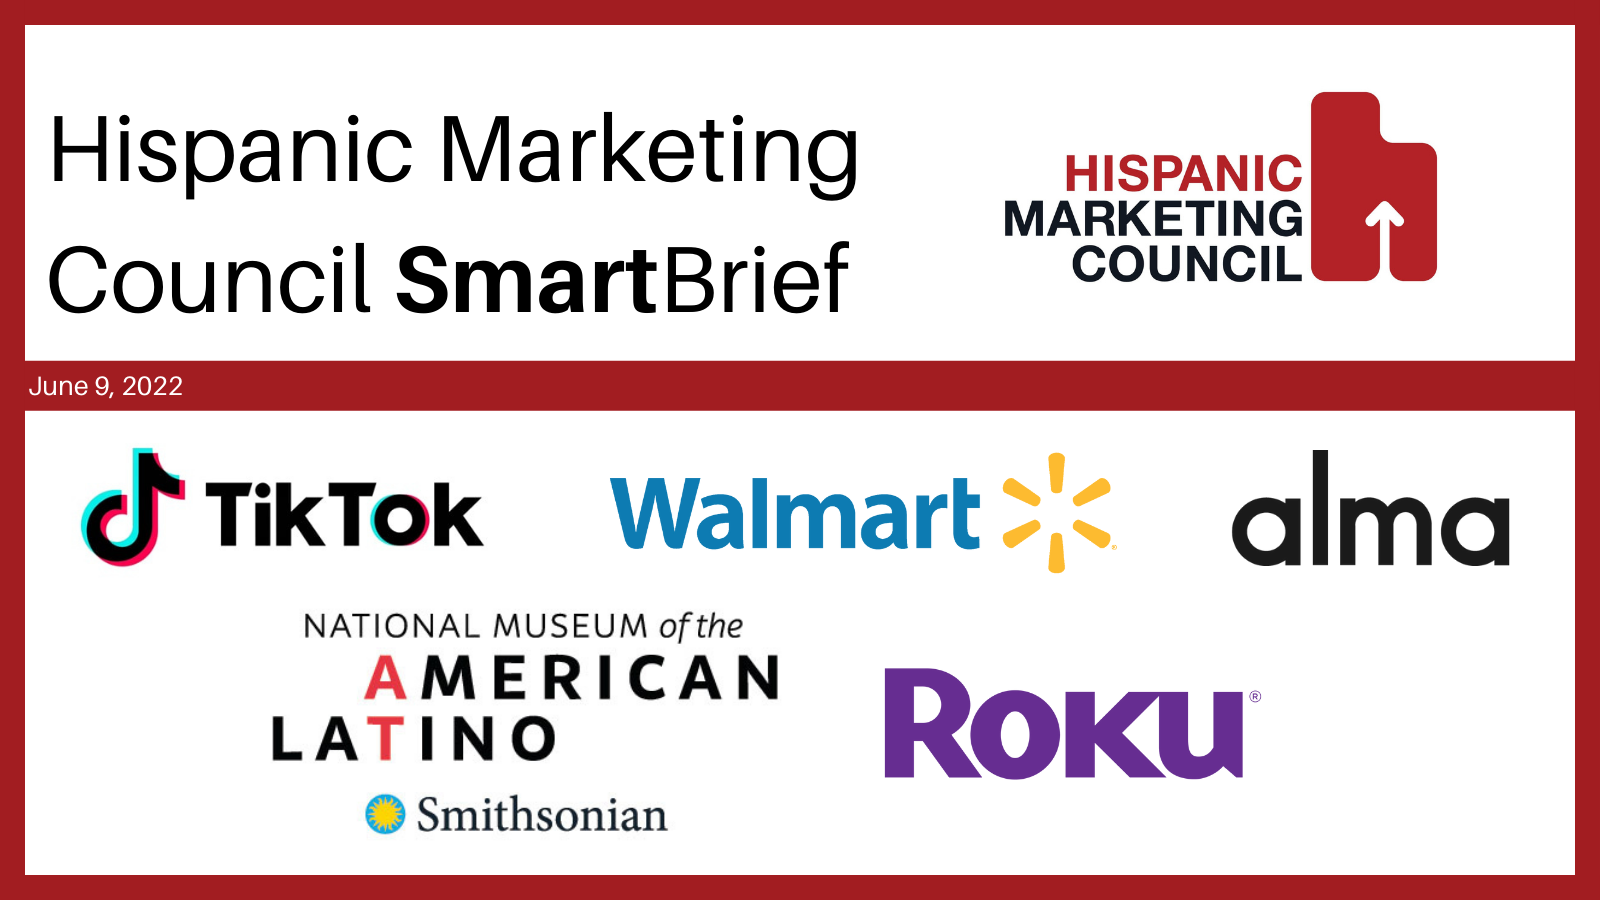 Hispanic Marketing
Council SmartBrief
HISPANIC
MARKETING
COUNCIL
June 9, 2022
TikTok
Walmart
alma
NATIONAL MUSEUM of the
AMERICAN
LATINO
Smithsonian
ROKU®